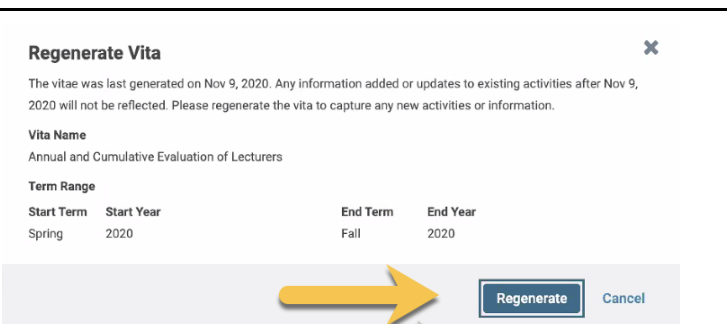 Regenerate Vita
The vitae was last generated on Nov 9, 2020. Any information added or updates to existing activities after Nov 9,
2020 will not be reflected. Please regenerate the vita to capture any new activities or information.
Vita Name
Annual and Cumulative Evaluation of Lecturers
Term Range
Start Term Start Year End Term End Year
Spring 2020 Fall 2020
Regenerate Cancel